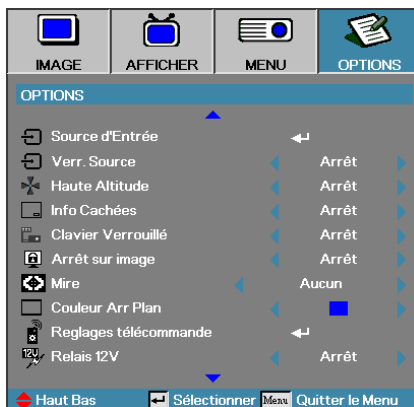 IMAGE AFFICHER MENU OPTIONS
OPTIONS
Source d'Entrée
Verr. Source Arrêt
Haute Altitude Arrêt
Info Cachées Arrêt
Clavier Verrouillé Arrêt
Arrêt sur image Arrêt
Mire Aucun
Couleur Arr Plan
Reglages télécommande
12V Relais 12V Arrêt
Haut Bas Sélectionner Menu Quitter le Menu